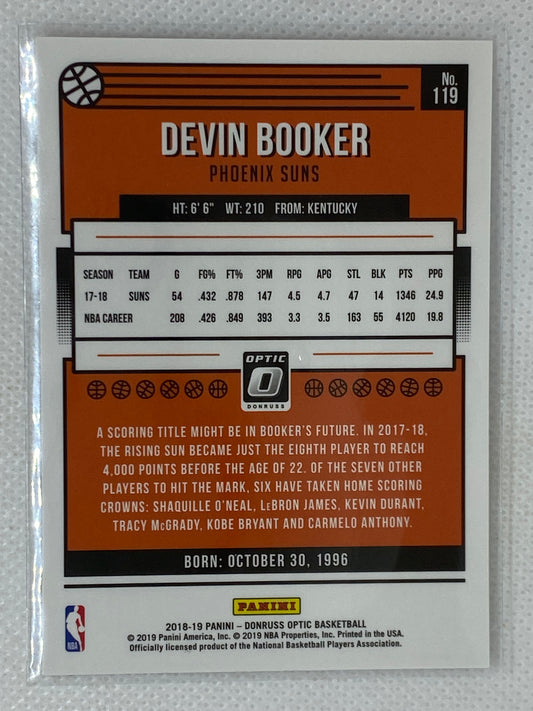 No.
119
DEVIN BOOKER
PHOENIX SUNS
HT: 6' 6" WT: 210 FROM: KENTUCKY
SEASON TEAM G FG% FT% 3PM RPG APG STL BLK PTS PPG
17-18 SUNS 54 .432 .878 147 4.5 4.7 47 14 1346 24.9
NBA CAREER 208 .426 .849 393 3.3 3.5 163 55 4120 19.8
OPTIC
DONRUSS
A SCORING TITLE MIGHT BE IN BOOKER'S FUTURE. IN 2017-18,
THE RISING SUN BECAME JUST THE EIGHTH PLAYER TO REACH
4,000 POINTS BEFORE THE AGE OF 22. OF THE SEVEN OTHER
PLAYERS TO HIT THE MARK, SIX HAVE TAKEN HOME SCORING
CROWNS: SHAQUILLE O'NEAL, LeBRON JAMES, KEVIN DURANT,
TRACY McGRADY, KOBE BRYANT AND CARMELO ANTHONY.
BORN: OCTOBER 30, 1996
PANINI
2018-19 PANINI – DONRUSS OPTIC BASKETBALL
© 2019 Panini America, Inc. © 2019 NBA Properties, Inc. Printed in the USA.
Officially licensed product of the National Basketball Players Association.
NBA